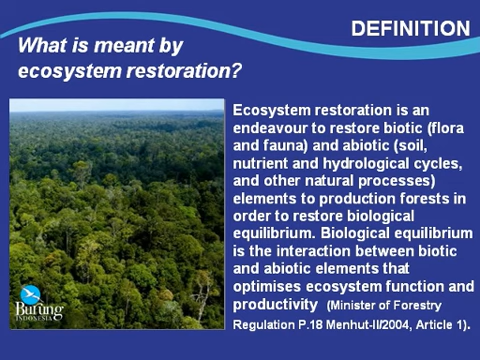 DEFINITION
What is meant by
ecosystem restoration?
Ecosystem restoration is an
endeavour to restore biotic (flora
and fauna) and abiotic (soil,
nutrient and hydrological cycles,
and other natural processes)
elements to production forests in
order to restore biological
equilibrium. Biological equilibrium
is the interaction between biotic
and abiotic elements that
optimises ecosystem function and
productivity (Minister of Forestry
Regulation P.18 Menhut-II/2004, Article 1).
Burung
INDONESIA